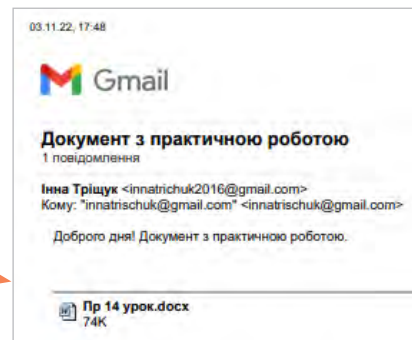 03.11.22, 17:48
Gmail
Документ з практичною роботою
1 повідомлення
Інна Тріщук <innatrichuk2016@gmail.com>
Кому: "innatrischuk@gmail.com" <innatrischuk@gmail.com>
Доброго дня! Документ з практичною роботою.
Пр 14 урок.docx
74K